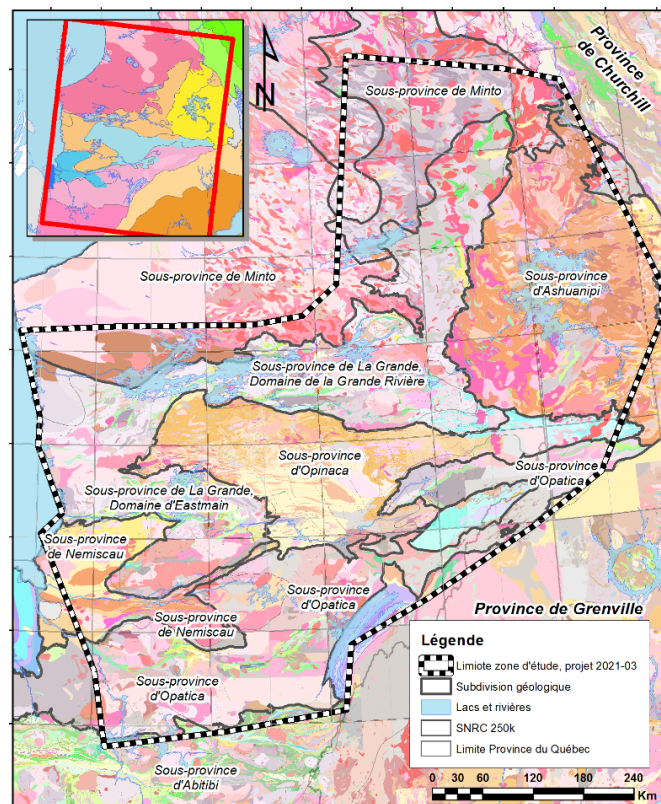 Province
de Churchill
N
Sous-province de Minto
Sous-province de Minto
Sous-province
d'Ashuanipi
Sous-province de La Grande,
Domaine de la Grande Rivière
Sous-province
d'Opinaca
Sous-province
d'Opatica
Sous-province de La Grande,
Domaine d'Eastmain
Sous-province
de Nemiscau
Sous-province
d'Opatica
Sous-province
de Nemiscau
Province de Grenville
Sous-province
d'Opatica
Sous-province
d'Abitibi
Légende
Limiote zone d'étude, projet 2021-03
Subdivision géologique
Lacs et rivières
SNRC 250k
Limite Province du Québec
0 30 60 120 180 240
Km